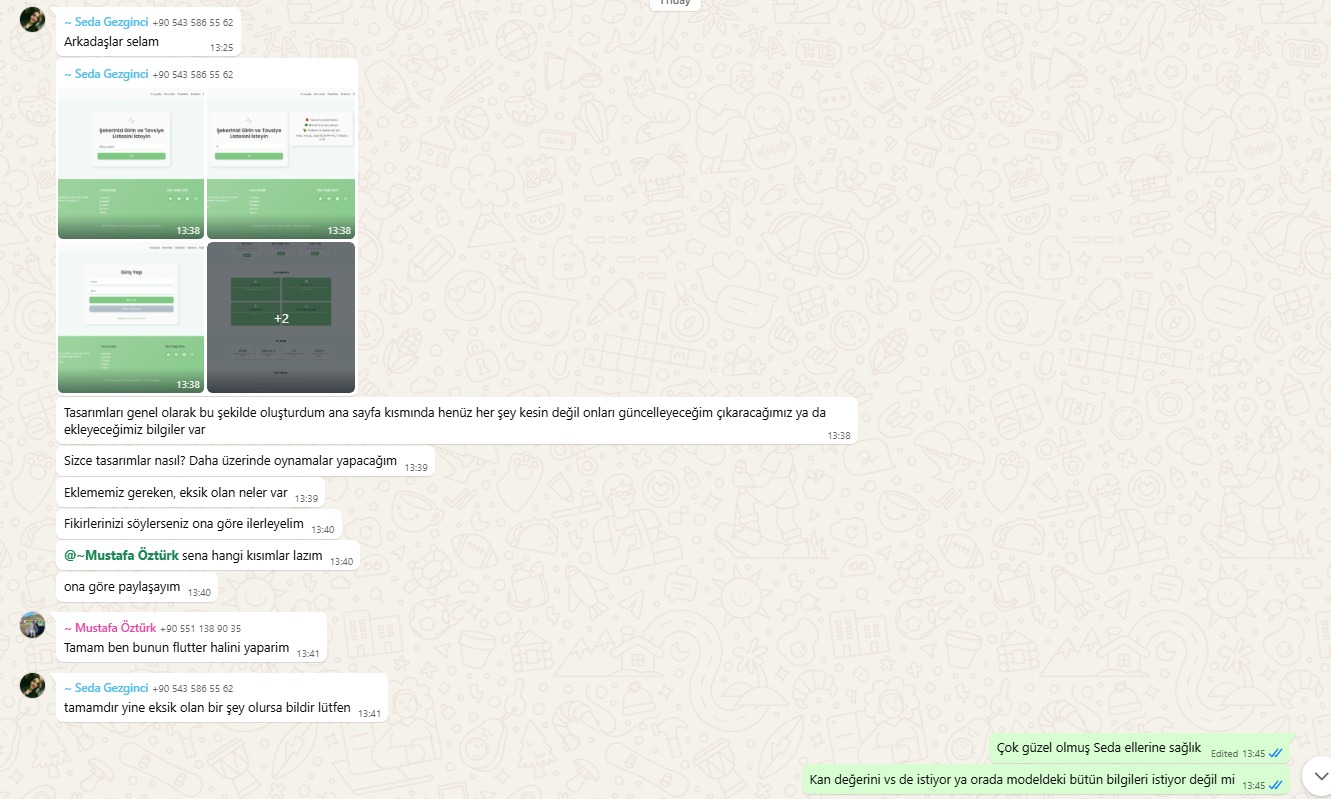 Friday
~ Seda Gezginci +90 543 586 55 62
Arkadaşlar selam 13:25
~ Seda Gezginci +90 543 586 55 62
Şekerinizi Girin ve Tavsiye
Listesini İsteyin
13:38
Şekerinizi Girin ve Tavsiye
Listesini İsteyin
13:38
Giriş Yap
13:38
+2
Tasarımları genel olarak bu şekilde oluşturdum ana sayfa kısmında henüz her şey kesin değil onları güncelleyeceğim çıkaracağımız ya da
ekleyeceğimiz bilgiler var
13:38
Sizce tasarımlar nasıl? Daha üzerinde oynamalar yapacağım 13:39
Eklememiz gereken, eksik olan neler var 13:39
Fikirlerinizi söylerseniz ona göre ilerleyelim 13:40
@~Mustafa Öztürk sena hangi kısımlar lazım 13:40
ona göre paylaşayım 13:40
~ Mustafa Öztürk +90 551 138 90 35
Tamam ben bunun flutter halini yaparim 13:41
~ Seda Gezginci +90 543 586 55 62
tamamdır yine eksik olan bir şey olursa bildir lütfen 13:41
Çok güzel olmuş Seda ellerine sağlık Edited 13:45
Kan değerini vs de istiyor ya orada modeldeki bütün bilgileri istiyor değil mi 13:45